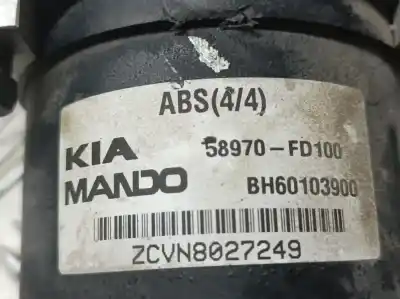 ABS(4/4)
KIA 58970-FD100
MANDO BH60103900
ZCVN8027249